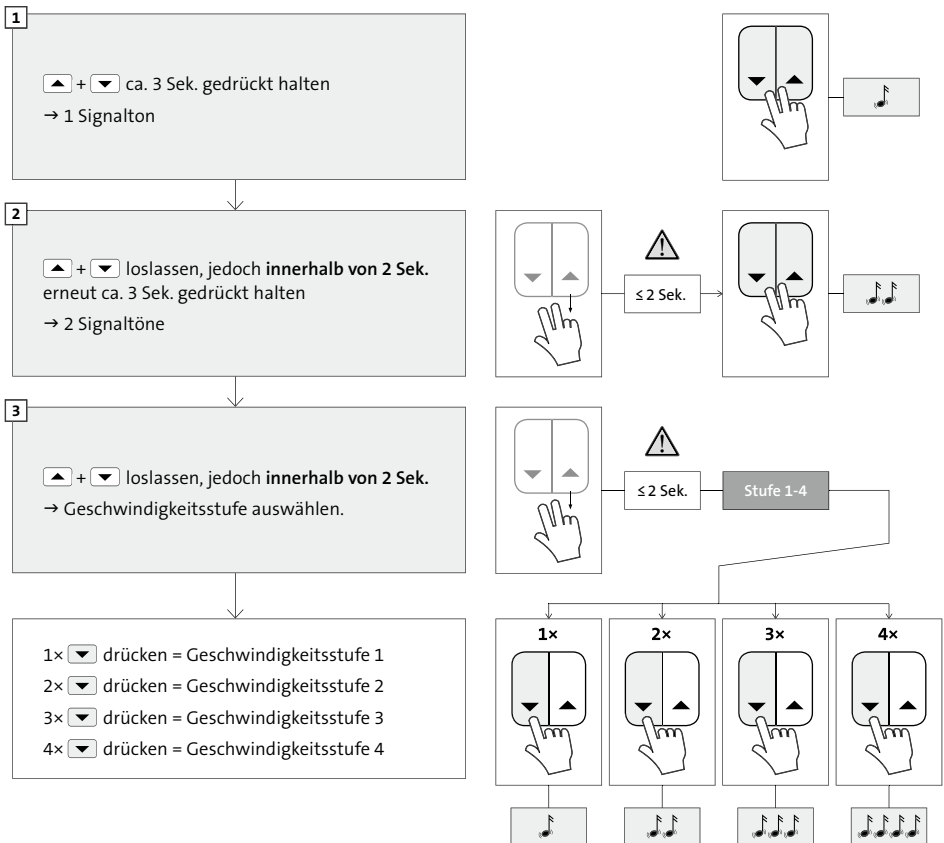 1
▲ + ▼ ca. 3 Sek. gedrückt halten
→ 1 Signalton
2
▲ + ▼ loslassen, jedoch innerhalb von 2 Sek.
erneut ca. 3 Sek. gedrückt halten
→ 2 Signaltöne
≤ 2 Sek.
3
▲ + ▼ loslassen, jedoch innerhalb von 2 Sek.
→ Geschwindigkeitsstufe auswählen.
≤ 2 Sek.
Stufe 1-4
1× ▼ drücken = Geschwindigkeitsstufe 1
2× ▼ drücken = Geschwindigkeitsstufe 2
3× ▼ drücken = Geschwindigkeitsstufe 3
4× ▼ drücken = Geschwindigkeitsstufe 4
1×
2×
3×
4×